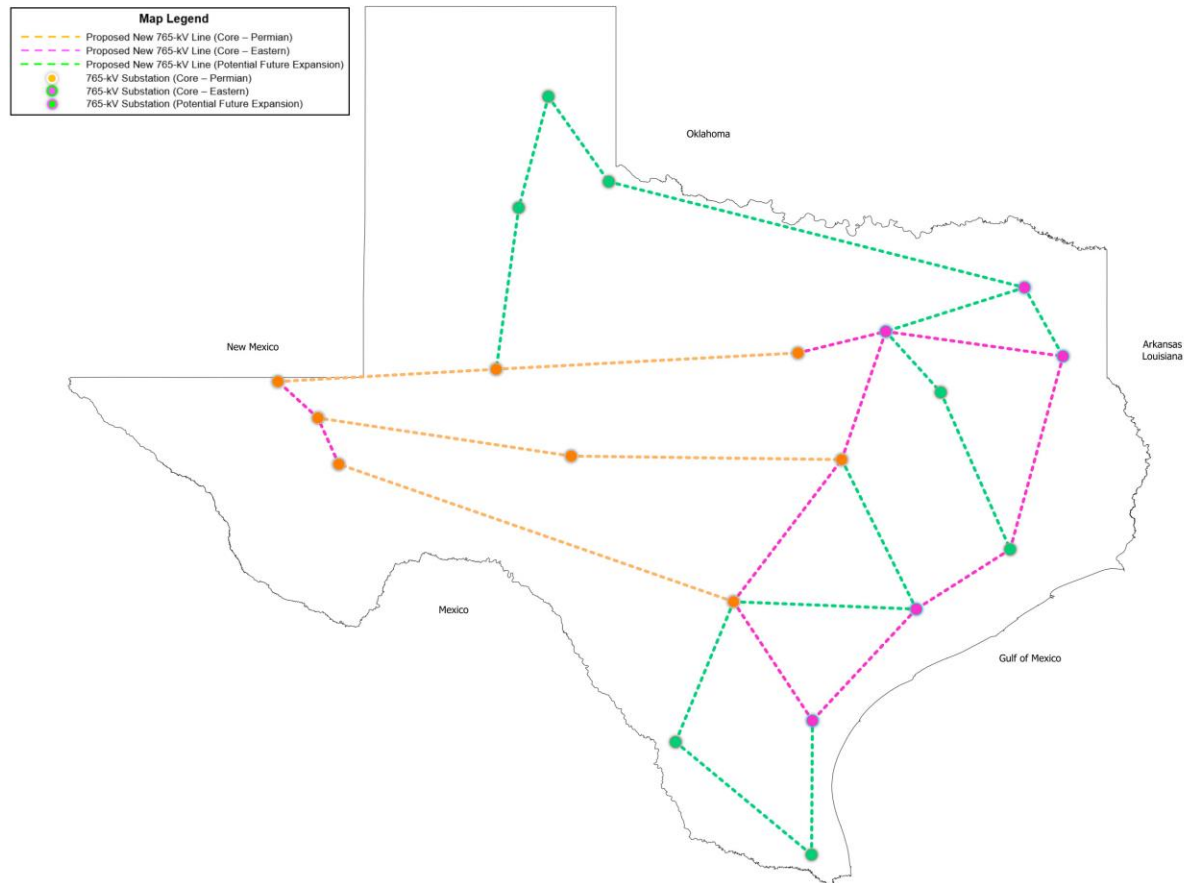 Map Legend
Proposed New 765-kV Line (Core – Permian)
Proposed New 765-kV Line (Core – Eastern)
Proposed New 765-kV Line (Potential Future Expansion)
765-kV Substation (Core – Permian)
765-kV Substation (Core – Eastern)
765-kV Substation (Potential Future Expansion)
Oklahoma
New Mexico
Arkansas
Louisiana
Mexico
Gulf of Mexico